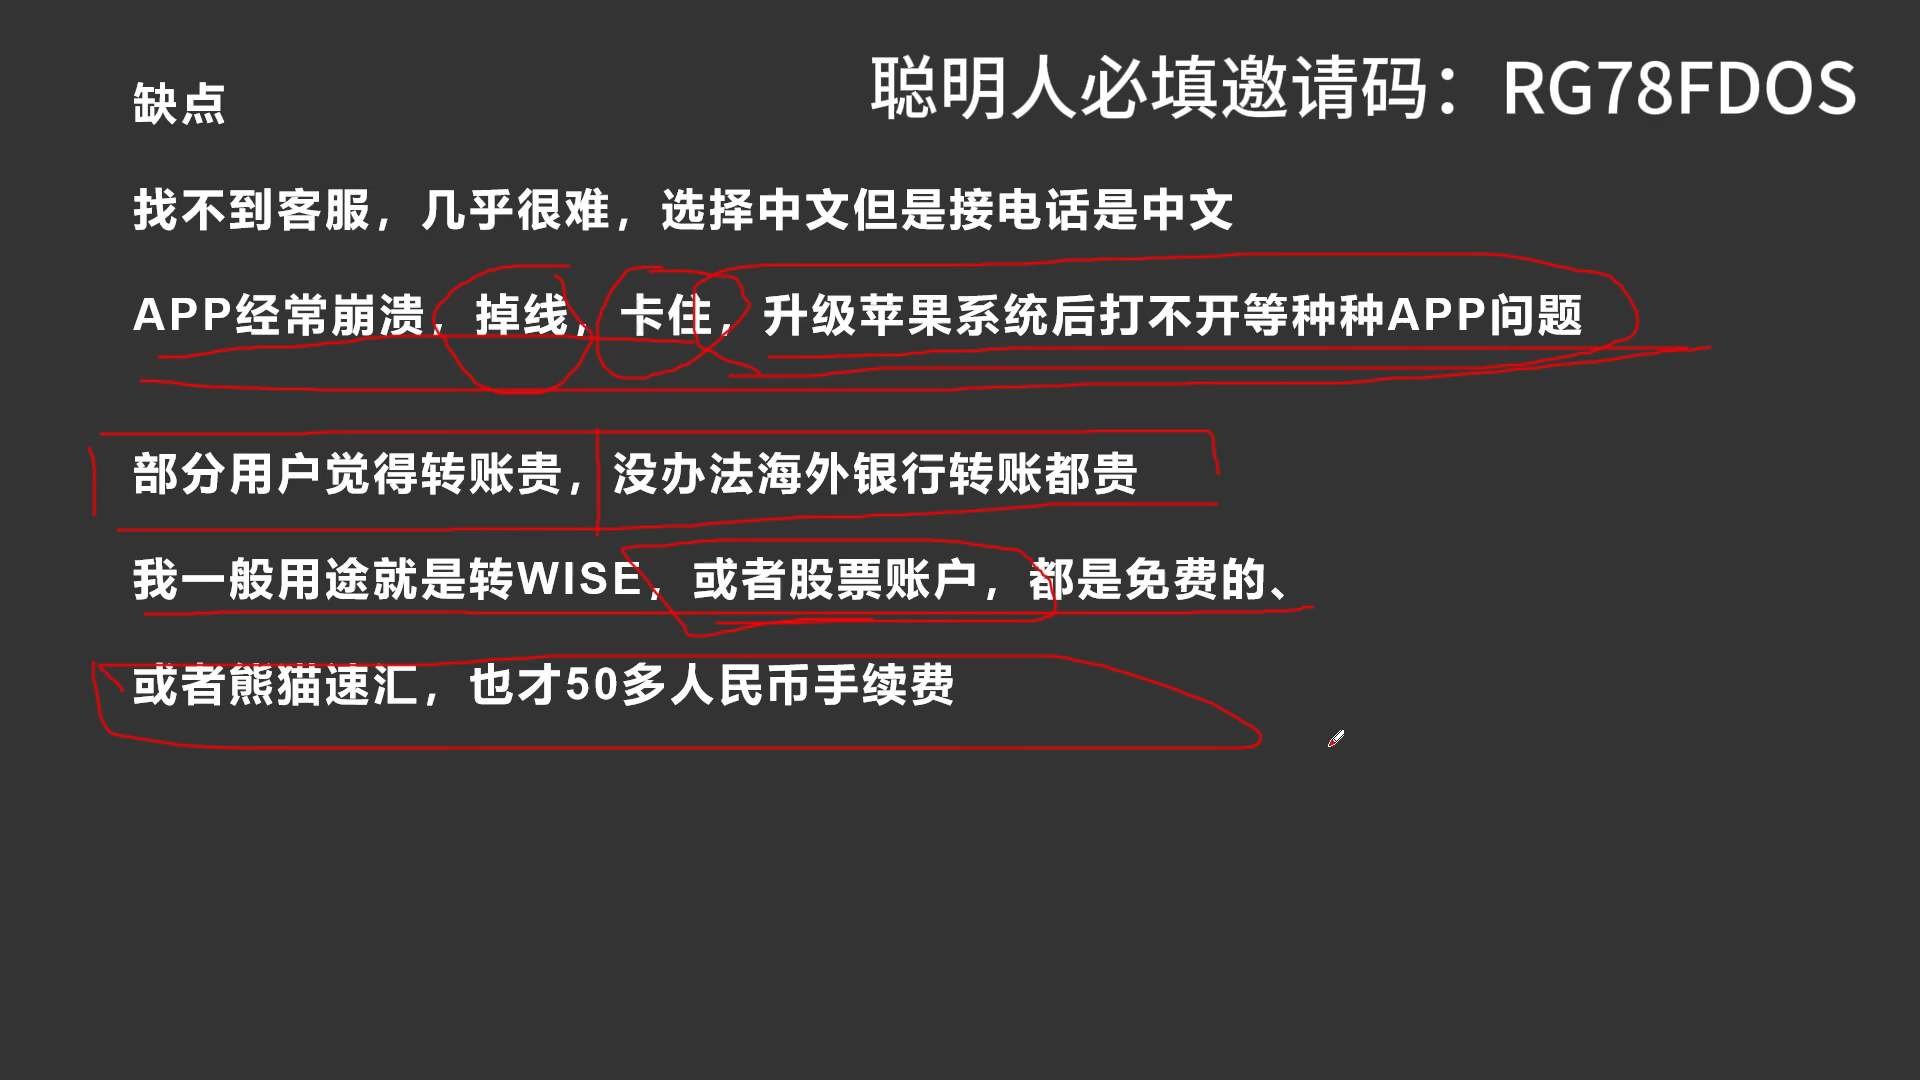 缺点
聪明人必填邀请码：RG78FDOS
找不到客服，几乎很难，选择中文但是接电话是中文
APP经常崩溃，掉线，卡住，升级苹果系统后打不开等种种APP问题
部分用户觉得转账贵，没办法海外银行转账都贵
我一般用途就是转WISE，或者股票账户，都是免费的、
或者熊猫速汇，也才50多人民币手续费